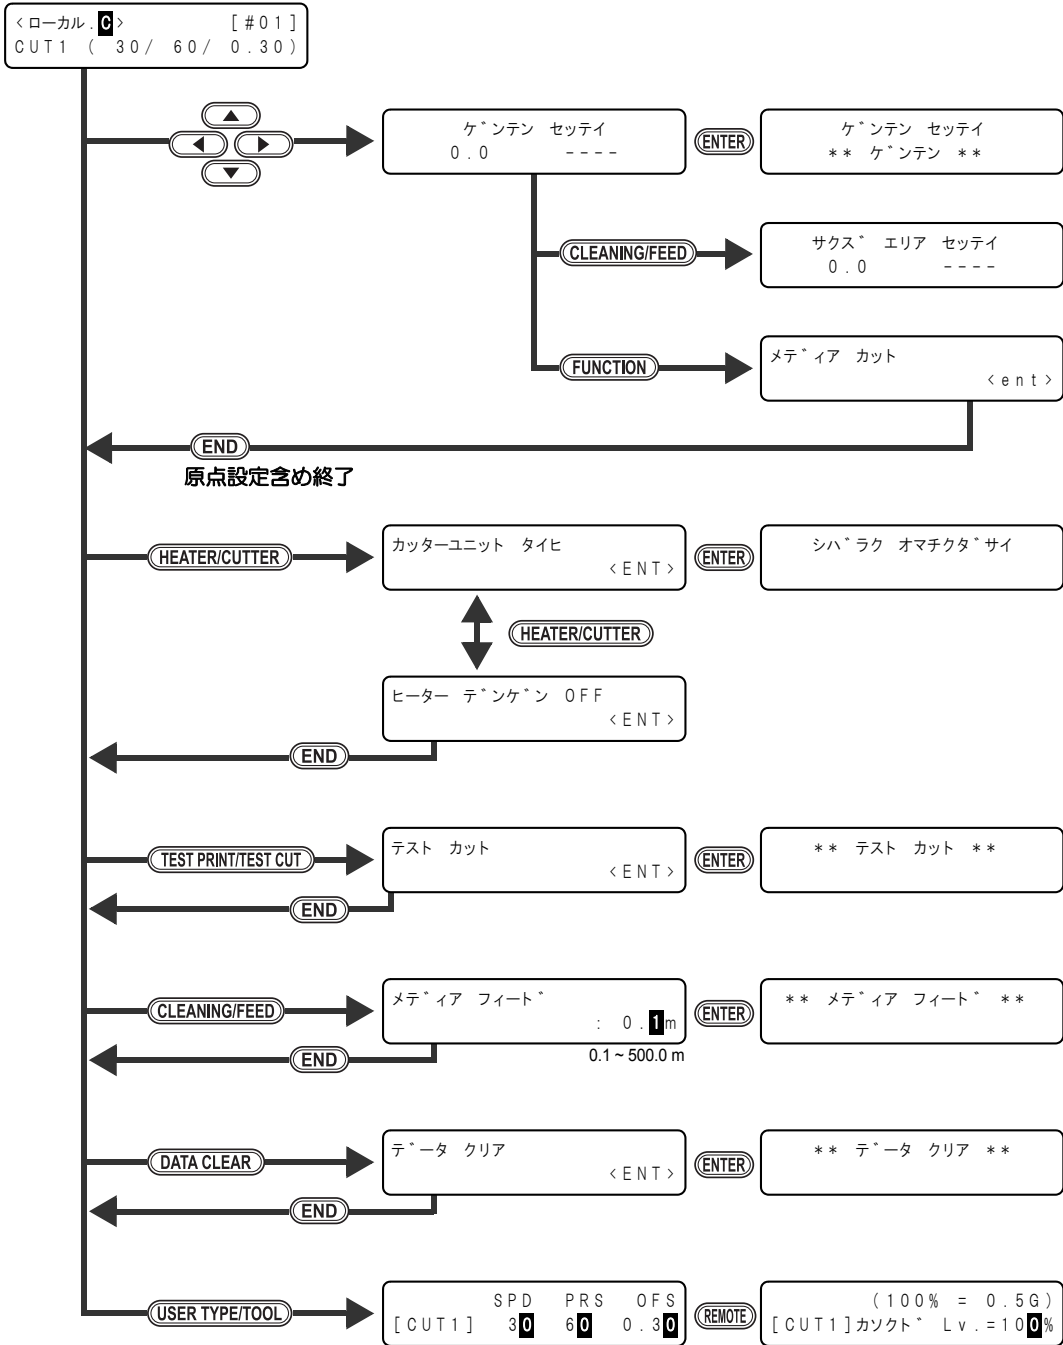 <ローカル.C> [#01]
CUT1 ( 30/ 60/ 0.30)
ケ゛ンテン セッテイ
0.0 ----
ENTER
ケ゛ンテン セッテイ
** ケ゛ンテン **
CLEANING/FEED
サクス゛ エリア セッテイ
0.0 ----
FUNCTION
メテ゛ィア カット
<ent>
END
原点設定含め終了
HEATER/CUTTER
カッターユニット タイヒ
<ENT>
ENTER
シハ゛ラク オマチクタ゛サイ
HEATER/CUTTER
ヒーター テ゛ンケ゛ン OFF
<ENT>
END
TEST PRINT/TEST CUT
テスト カット
<ENT>
ENTER
** テスト カット **
END
CLEANING/FEED
メテ゛ィア フィート゛
: 0.1m
ENTER
** メテ゛ィア フィート゛ **
0.1 ~ 500.0 m
END
DATA CLEAR
テ゛ータ クリア
<ENT>
ENTER
** テ゛ータ クリア **
END
USER TYPE/TOOL
SPD PRS OFS
[CUT1] 30 60 0.30
REMOTE
(100% = 0.5G)
[CUT1]カソクト゛ Lv.=100%